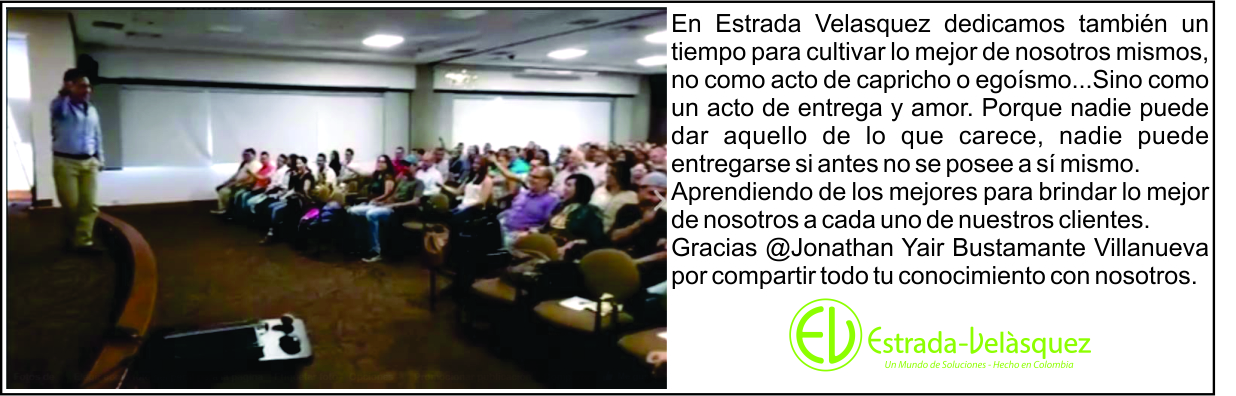 En Estrada Velasquez dedicamos también un
tiempo para cultivar lo mejor de nosotros mismos,
no como acto de capricho o egoísmo...Sino como
un acto de entrega y amor. Porque nadie puede
dar aquello de lo que carece, nadie puede
entregarse si antes no se posee a sí mismo.
Aprendiendo de los mejores para brindar lo mejor
de nosotros a cada uno de nuestros clientes.
Gracias @Jonathan Yair Bustamante Villanueva
por compartir todo tu conocimiento con nosotros.
EV Estrada-Velàsquez
Un Mundo de Soluciones - Hecho en Colombia